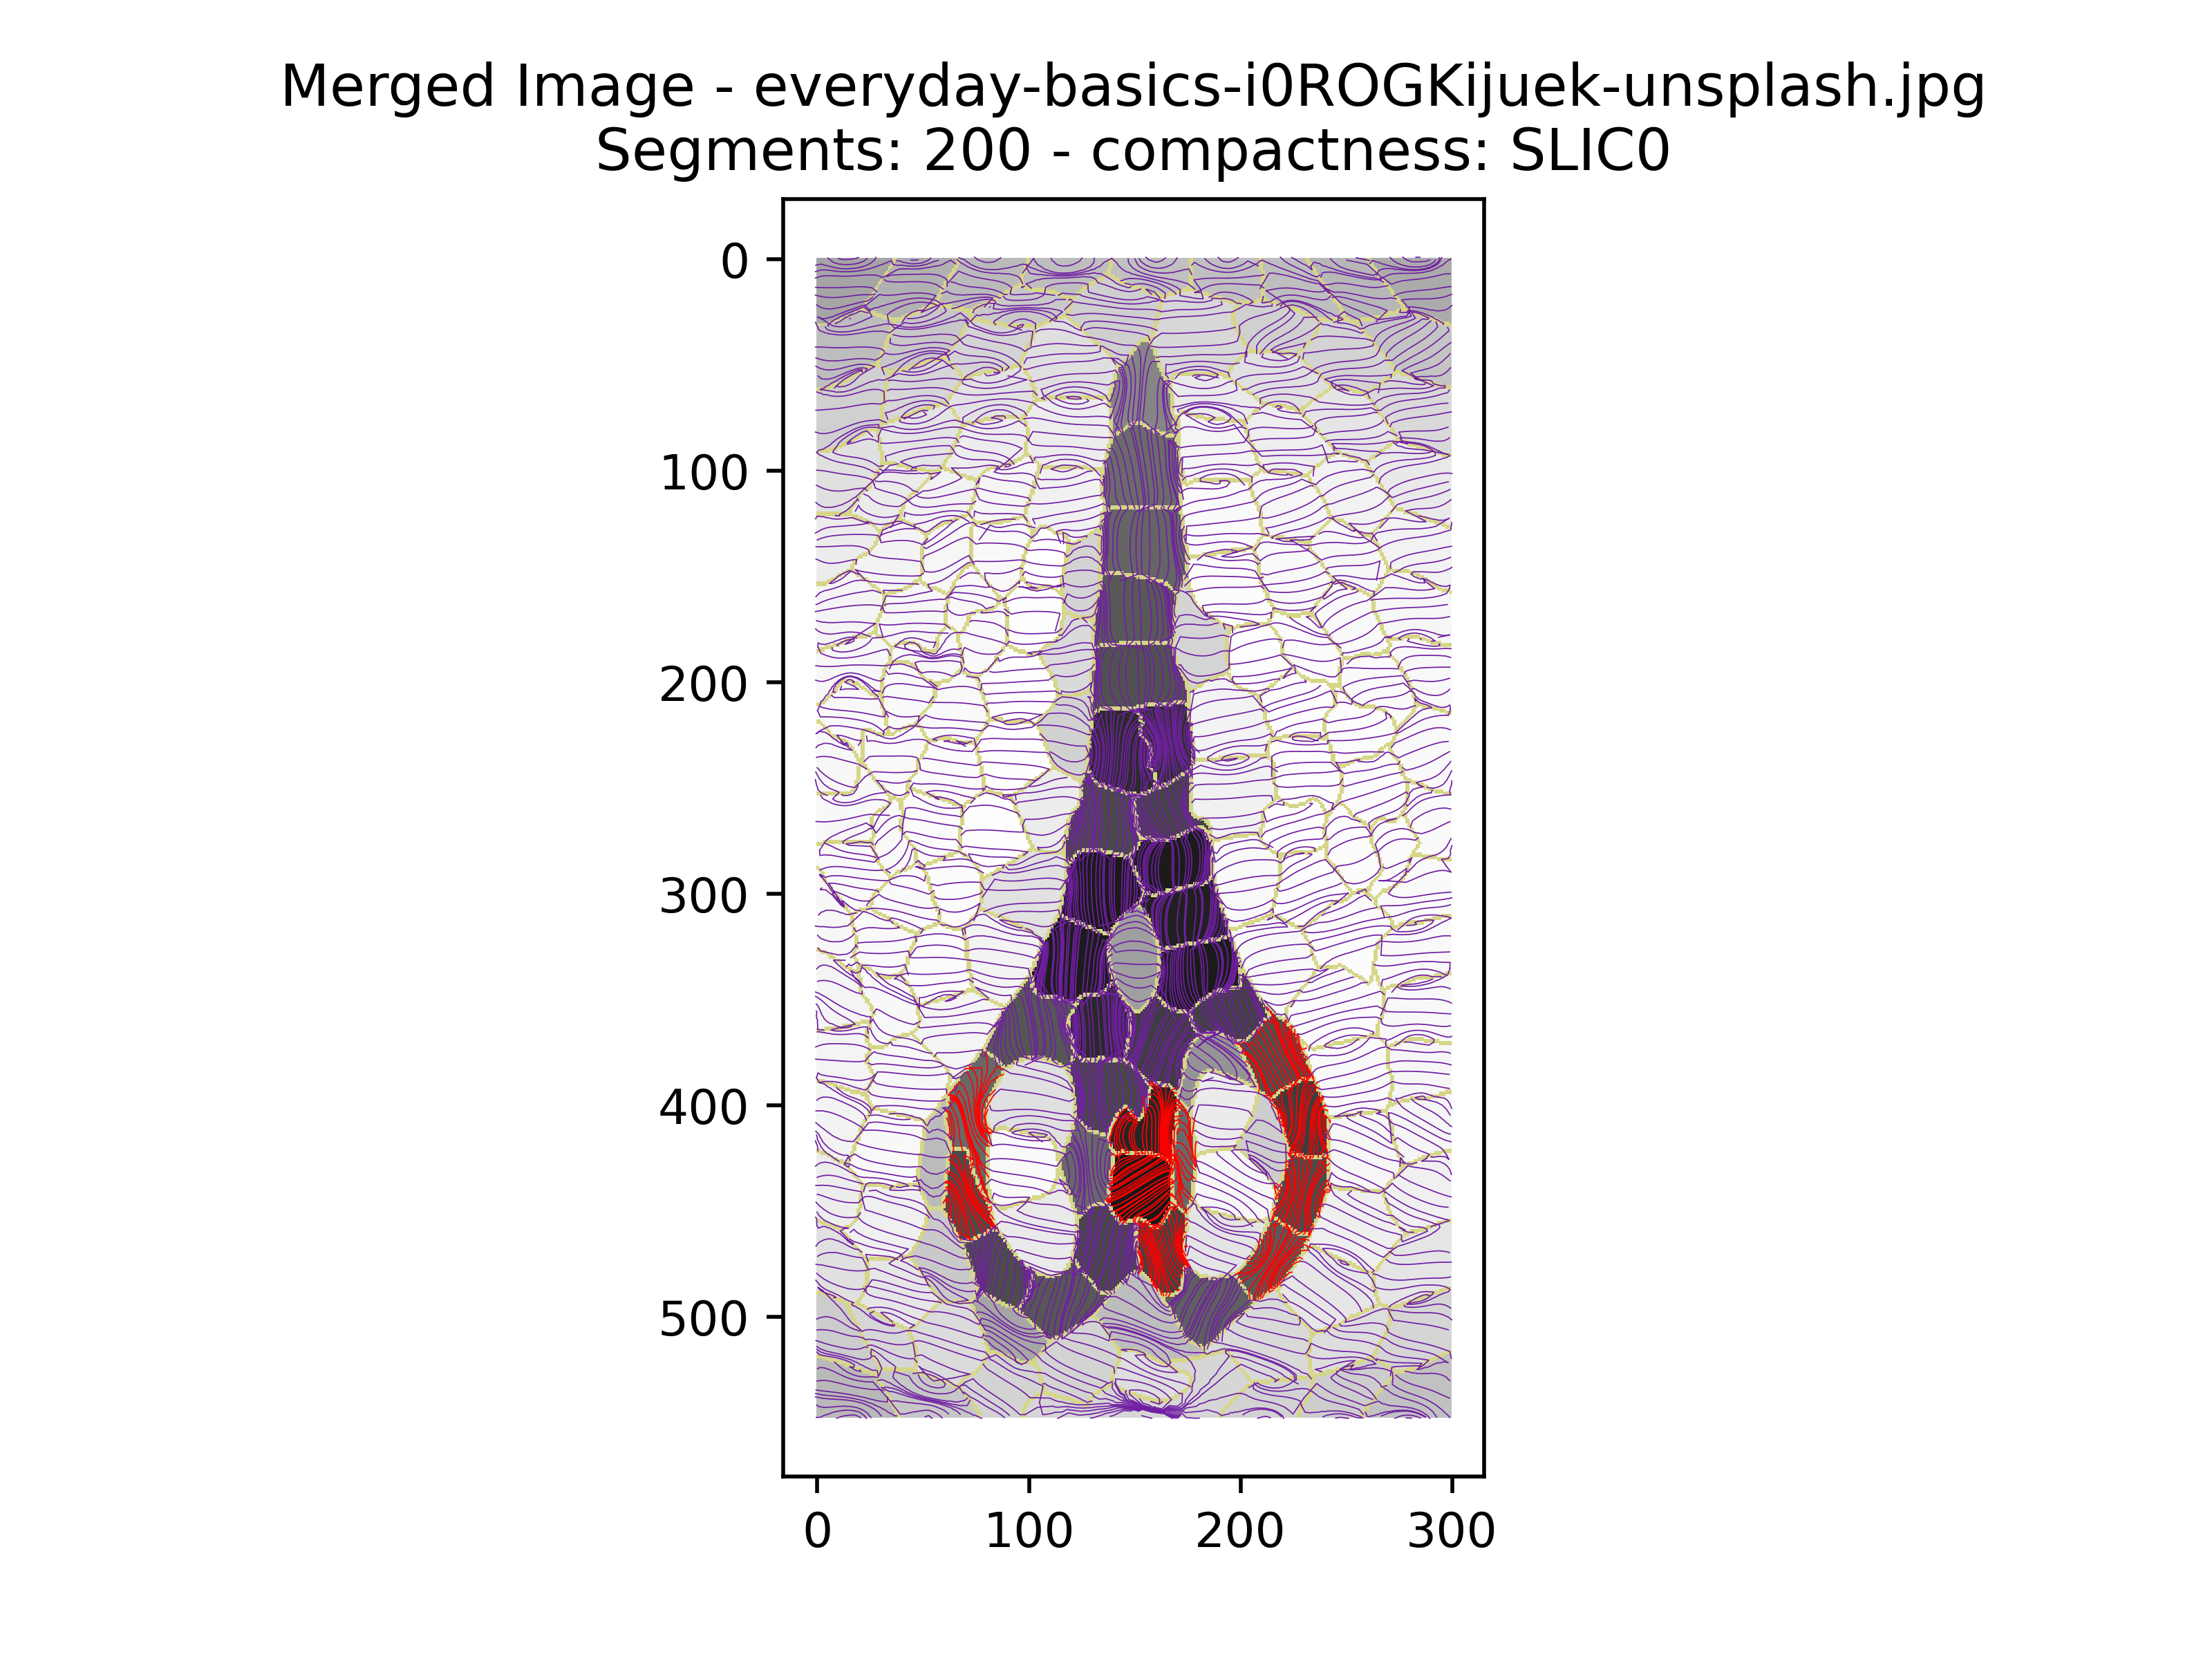 Merged Image - everyday-basics-i0ROGKijuek-unsplash.jpg
Segments: 200 - compactness: SLIC0
0
100
200
300
400
500
0 100 200 300